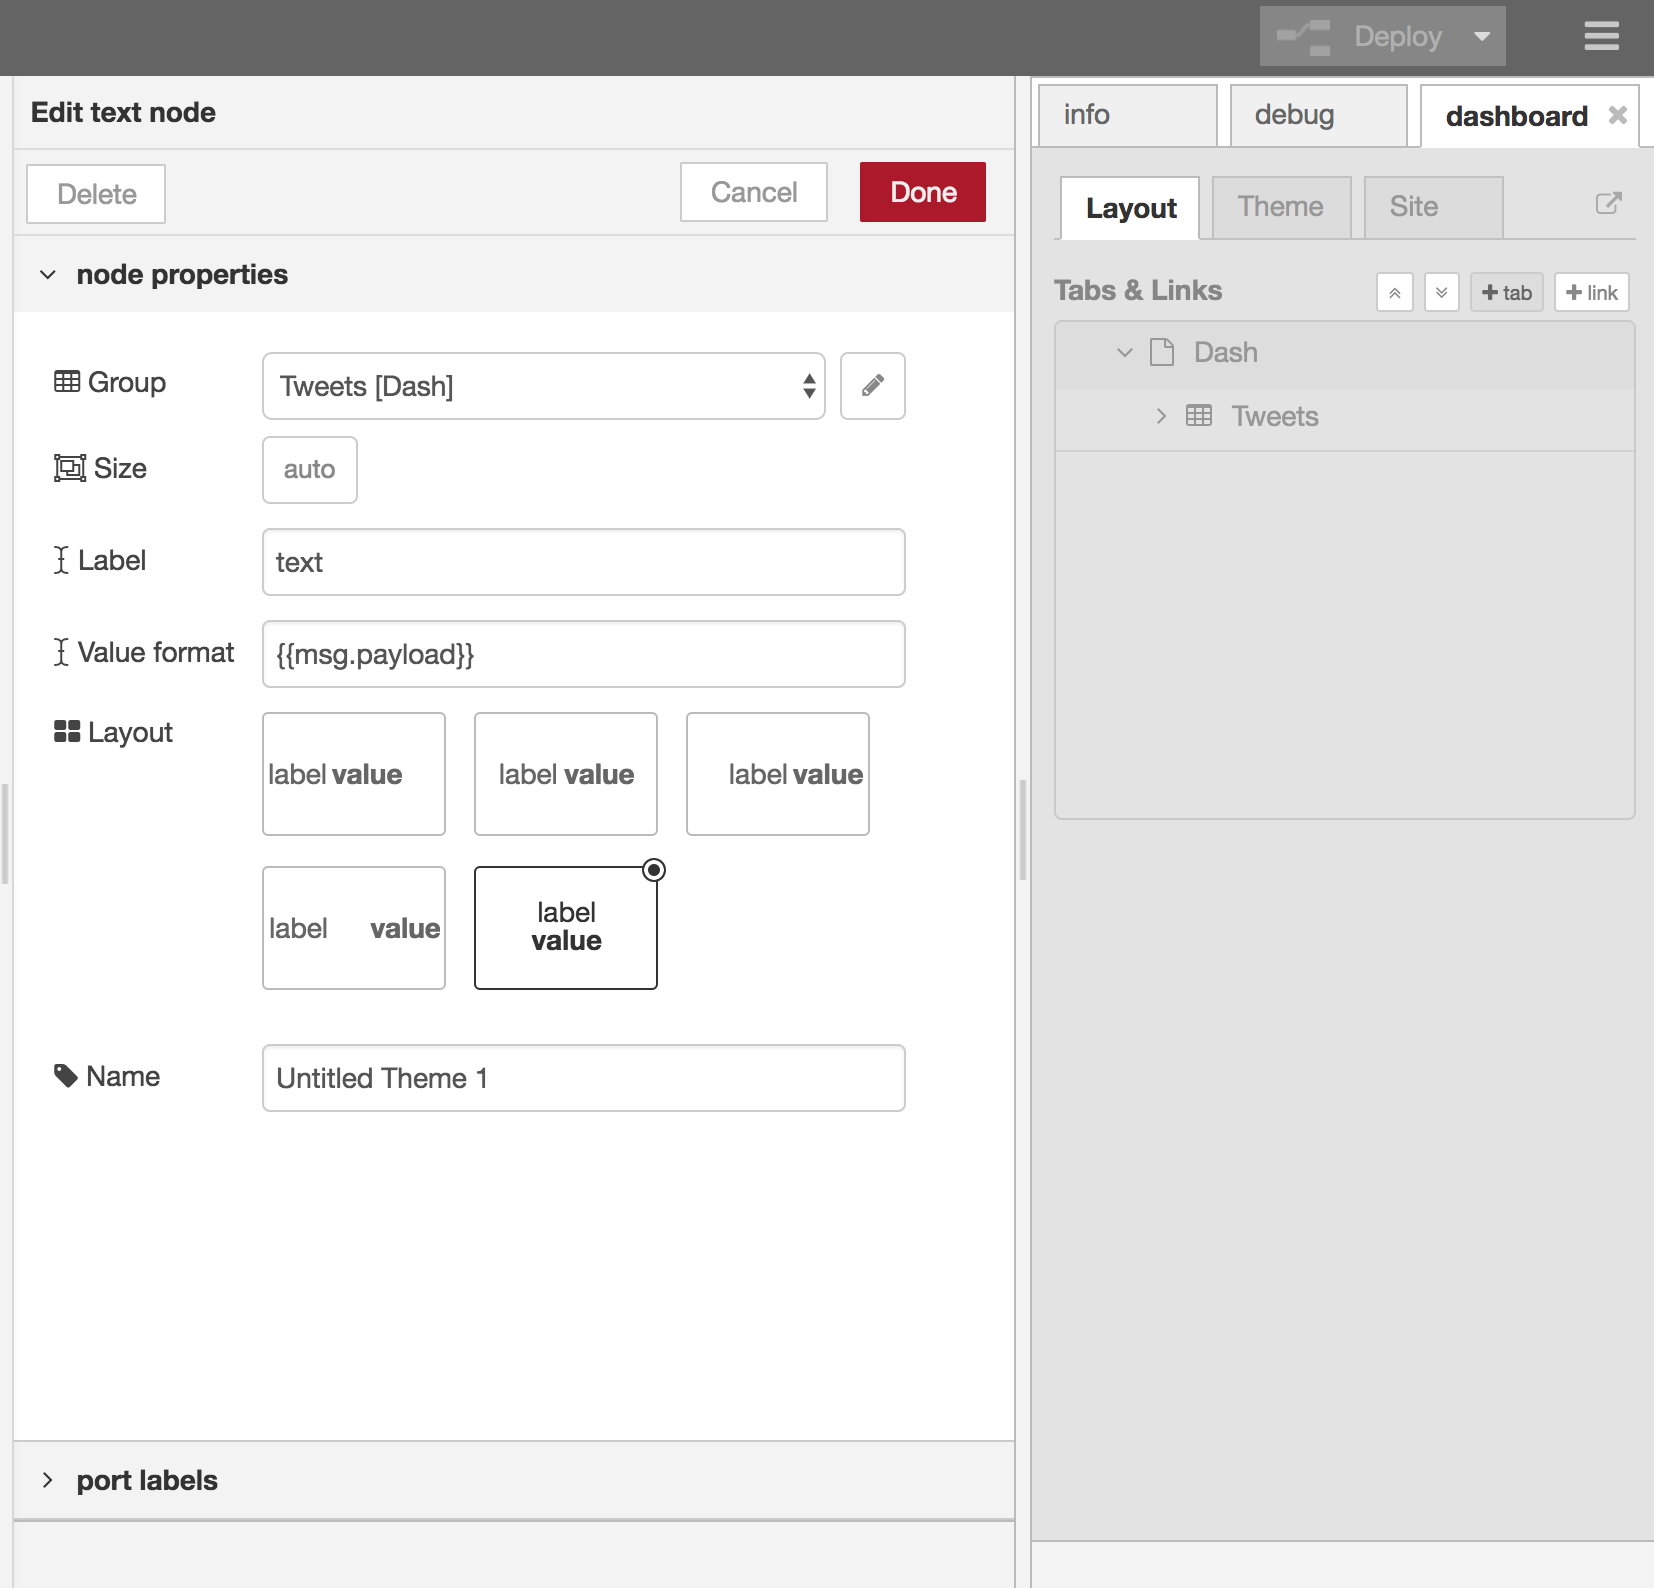 Deploy
Edit text node
Delete
Cancel
Done
node properties
Group
Tweets [Dash]
Size
auto
Label
text
Value format
{{msg.payload}}
Layout
label value
label value
label value
label value
label
value
Name
Untitled Theme 1
port labels
info
debug
dashboard
Layout
Theme
Site
Tabs & Links
+ tab
+ link
Dash
Tweets